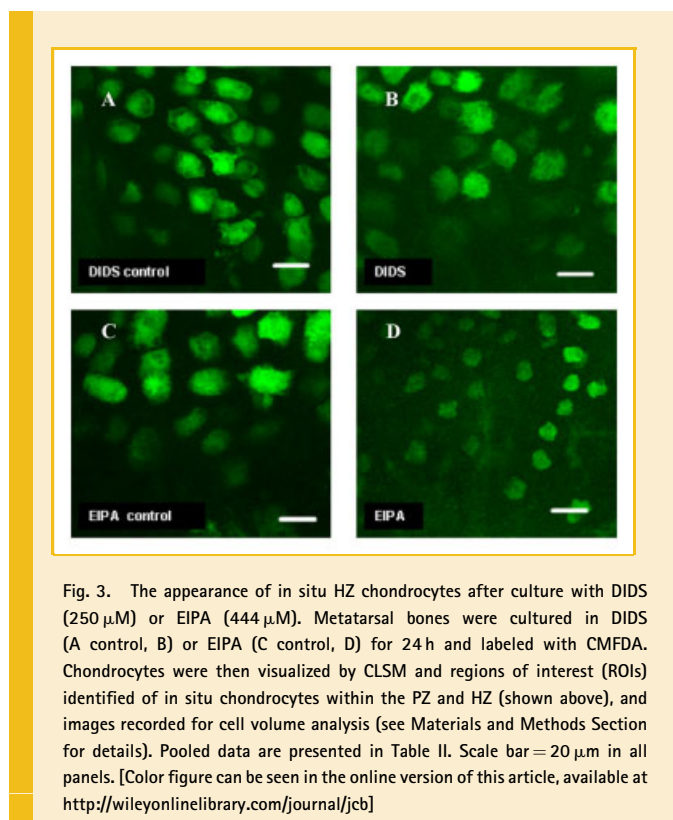 A
B
DIDS control
DIDS
C
D
EIPA control
EIPA
Fig. 3. The appearance of in situ HZ chondrocytes after culture with DIDS
(250 μM) or EIPA (444 μM). Metatarsal bones were cultured in DIDS
(A control, B) or EIPA (C control, D) for 24 h and labeled with CMFDA.
Chondrocytes were then visualized by CLSM and regions of interest (ROIs)
identified of in situ chondrocytes within the PZ and HZ (shown above), and
images recorded for cell volume analysis (see Materials and Methods Section
for details). Pooled data are presented in Table II. Scale bar = 20 μm in all
panels. [Color figure can be seen in the online version of this article, available at
http://wileyonlinelibrary.com/journal/jcb]